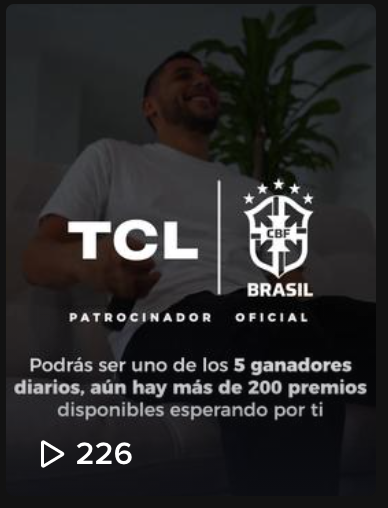 TCL
CBF
BRASIL
PATROCINADOR OFICIAL
Podrás ser uno de los 5 ganadores
diarios, aún hay más de 200 premios
disponibles esperando por ti
226